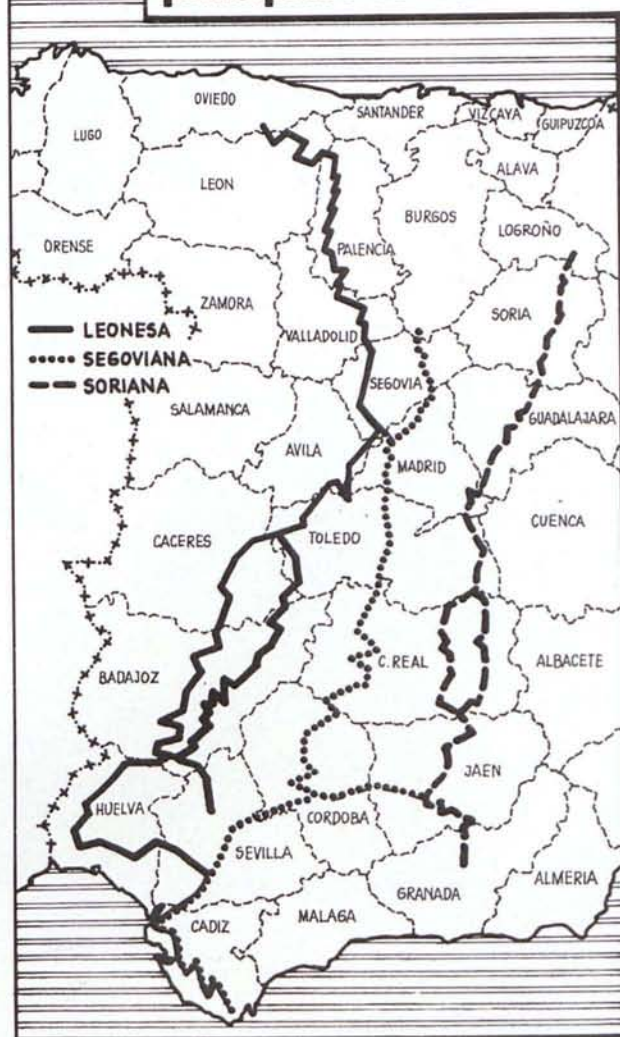 OVIEDO
SANTANDER
VIZCAYA
GUIPUZCOA
LUGO
ALAVA
LEON
BURGOS
LOGROÑO
ORENSE
PALENCIA
ZAMORA
SORIA
VALLADOLID
LEONESA
SEGOVIANA
SORIANA
SEGOVIA
SALAMANCA
GUADALAJARA
AVILA
MADRID
CUENCA
CACERES
TOLEDO
BADAJOZ
C. REAL
ALBACETE
JAEN
HUELVA
CORDOBA
SEVILLA
GRANADA
ALMERIA
CADIZ
MALAGA